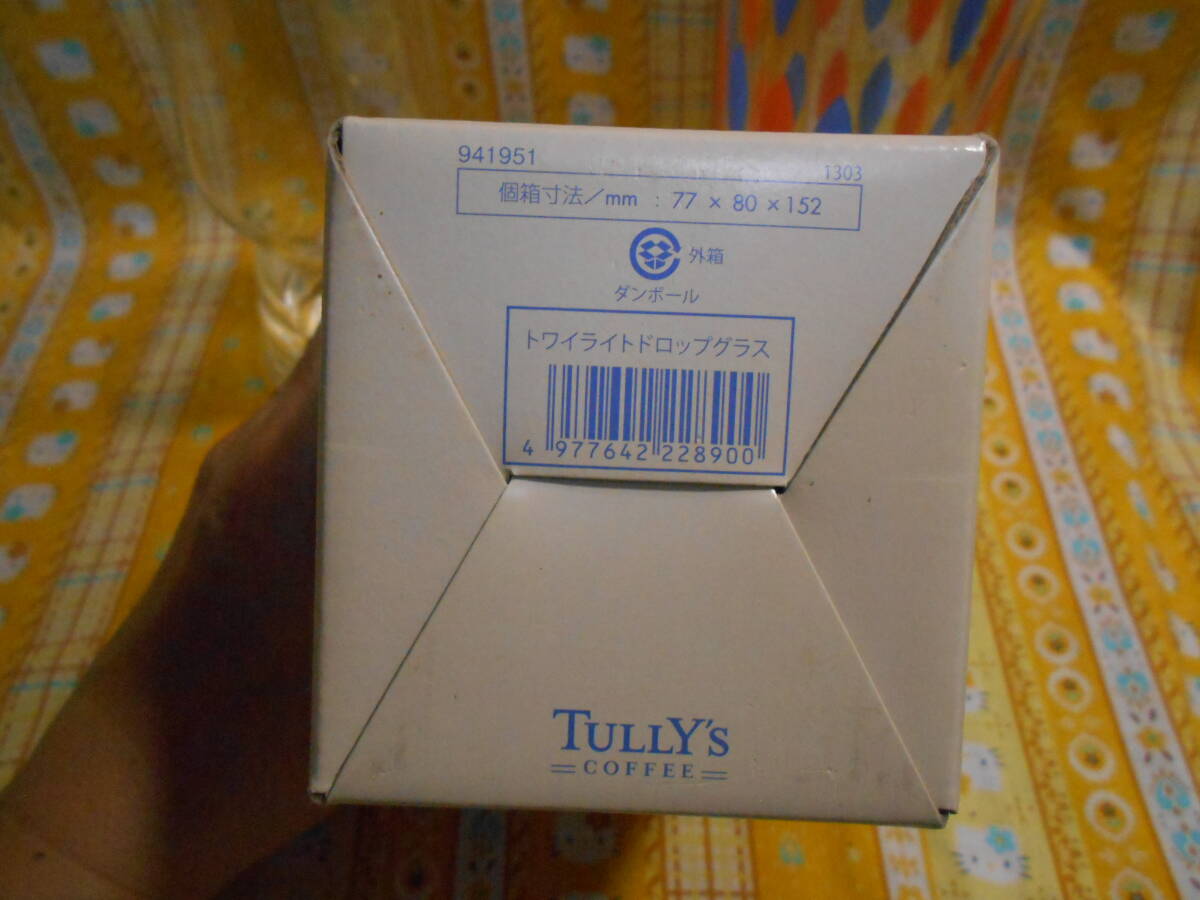 941951
1303
個箱寸法/mm : 77 × 80 × 152
外箱
ダンボール
トワイライトドロップグラス
4 977642 228900
TULLY'S
COFFEE